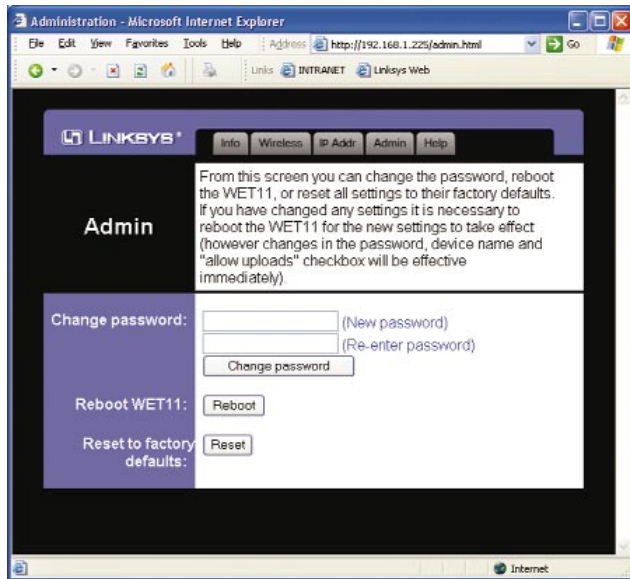 Administration - Microsoft Internet Explorer
File Edit View Favorites Tools Help Address http://192.168.1.225/admin.html Go
Links INTRANET Linksys Web
LINKSYS®
Info Wireless IP Addr Admin Help
Admin
From this screen you can change the password, reboot
the WET11, or reset all settings to their factory defaults.
If you have changed any settings it is necessary to
reboot the WET11 for the new settings to take effect
(however changes in the password, device name and
"allow uploads" checkbox will be effective
immediately).
Change password:
(New password)
(Re-enter password)
Change password
Reboot WET11: Reboot
Reset to factory
defaults:
Reset
Internet